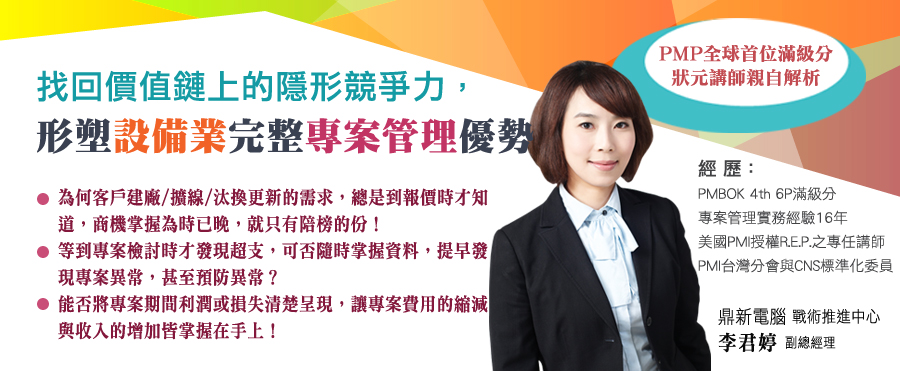 找回價值鏈上的隱形競爭力，
形塑設備業完整專案管理優勢
為何客戶建廠/擴線/汰換更新的需求，總是到報價時才知
道，商機掌握為時已晚，就只有陪榜的份！
等到專案檢討時才發現超支，可否隨時掌握資料，提早發
現專案異常，甚至預防異常？
能否將專案期間利潤或損失清楚呈現，讓專案費用的縮減
與收入的增加皆掌握在手上！
PMP全球首位滿級分
狀元講師親自解析
經 歷：
PMBOK 4th 6P滿級分
專案管理實務經驗16年
美國PMI授權R.E.P.之專任講師
PMI台灣分會與CNS標準化委員
鼎新電腦 戰術推進中心
李君婷 副總經理